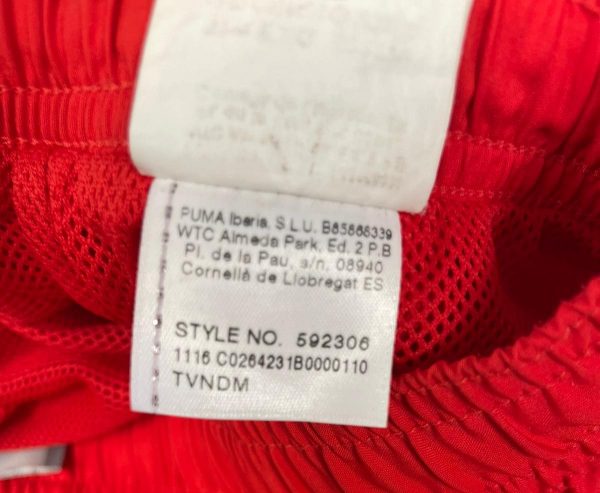 PUMA Iberia, S.L.U. B65866339
WTC Almeda Park, Ed. 2 P.B
Pl. de la Pau, s/n, 08940
Cornellà de Llobregat ES
STYLE NO. 592306
1116 C0264231B0000110
TVNDM